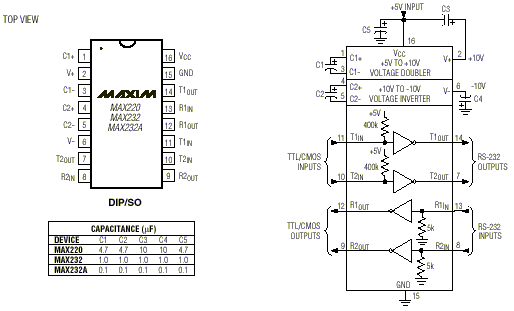 TOP VIEW
C1+ 1 16 VCC
V+ 2 15 GND
C1- 3 14 T1OUT
C2+ 4 13 R1IN
C2- 5 12 R1OUT
V- 6 11 T1IN
T2OUT 7 10 T2IN
R2IN 8 9 R2OUT
MAXIM
MAX220
MAX232
MAX232A
DIP/SO
CAPACITANCE (μF)
DEVICE C1 C2 C3 C4 C5
MAX220 4.7 4.7 10 10 4.7
MAX232 1.0 1.0 1.0 1.0 1.0
MAX232A 0.1 0.1 0.1 0.1 0.1
+5V INPUT
C3
C5
16
VCC
1 C1+
C1
3 C1-
+5V TO +10V
VOLTAGE DOUBLER
V+ 2
+10V
4 C2+
C2
5 C2-
+10V TO -10V
VOLTAGE INVERTER
V- 6
-10V
C4
+5V
400k
11 T1IN
T1OUT 14
+5V
400k
TTL/CMOS
INPUTS
RS-232
OUTPUTS
10 T2IN
T2OUT 7
12 R1OUT
R1IN 13
5k
TTL/CMOS
OUTPUTS
RS-232
INPUTS
9 R2OUT
R2IN 8
5k
GND
15